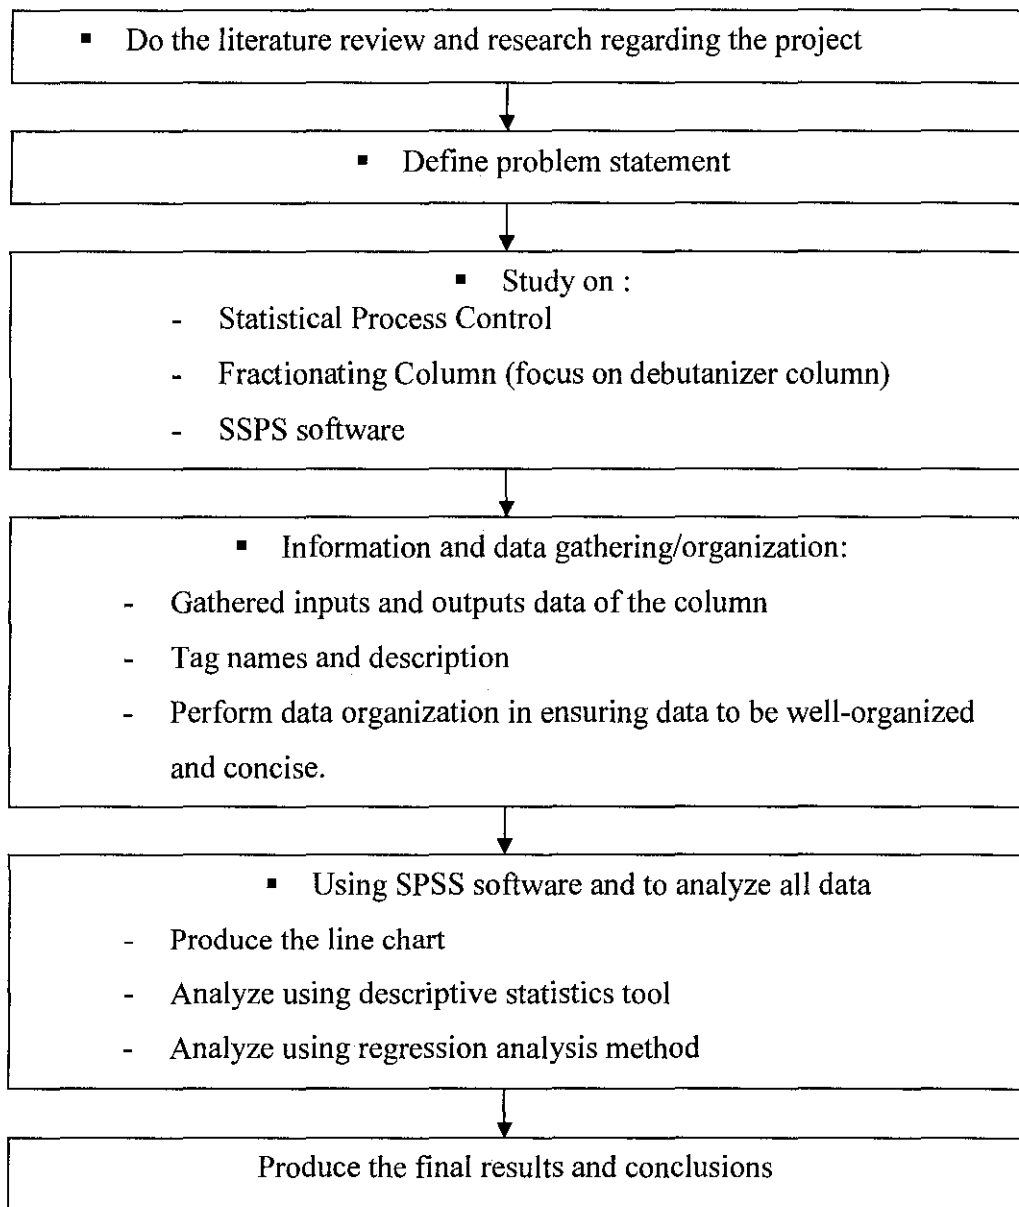 ▪ Do the literature review and research regarding the project
▪ Define problem statement
▪ Study on :
- Statistical Process Control
- Fractionating Column (focus on debutanizer column)
- SSPS software
▪ Information and data gathering/organization:
- Gathered inputs and outputs data of the column
- Tag names and description
- Perform data organization in ensuring data to be well-organized
and concise.
▪ Using SPSS software and to analyze all data
- Produce the line chart
- Analyze using descriptive statistics tool
- Analyze using regression analysis method
Produce the final results and conclusions